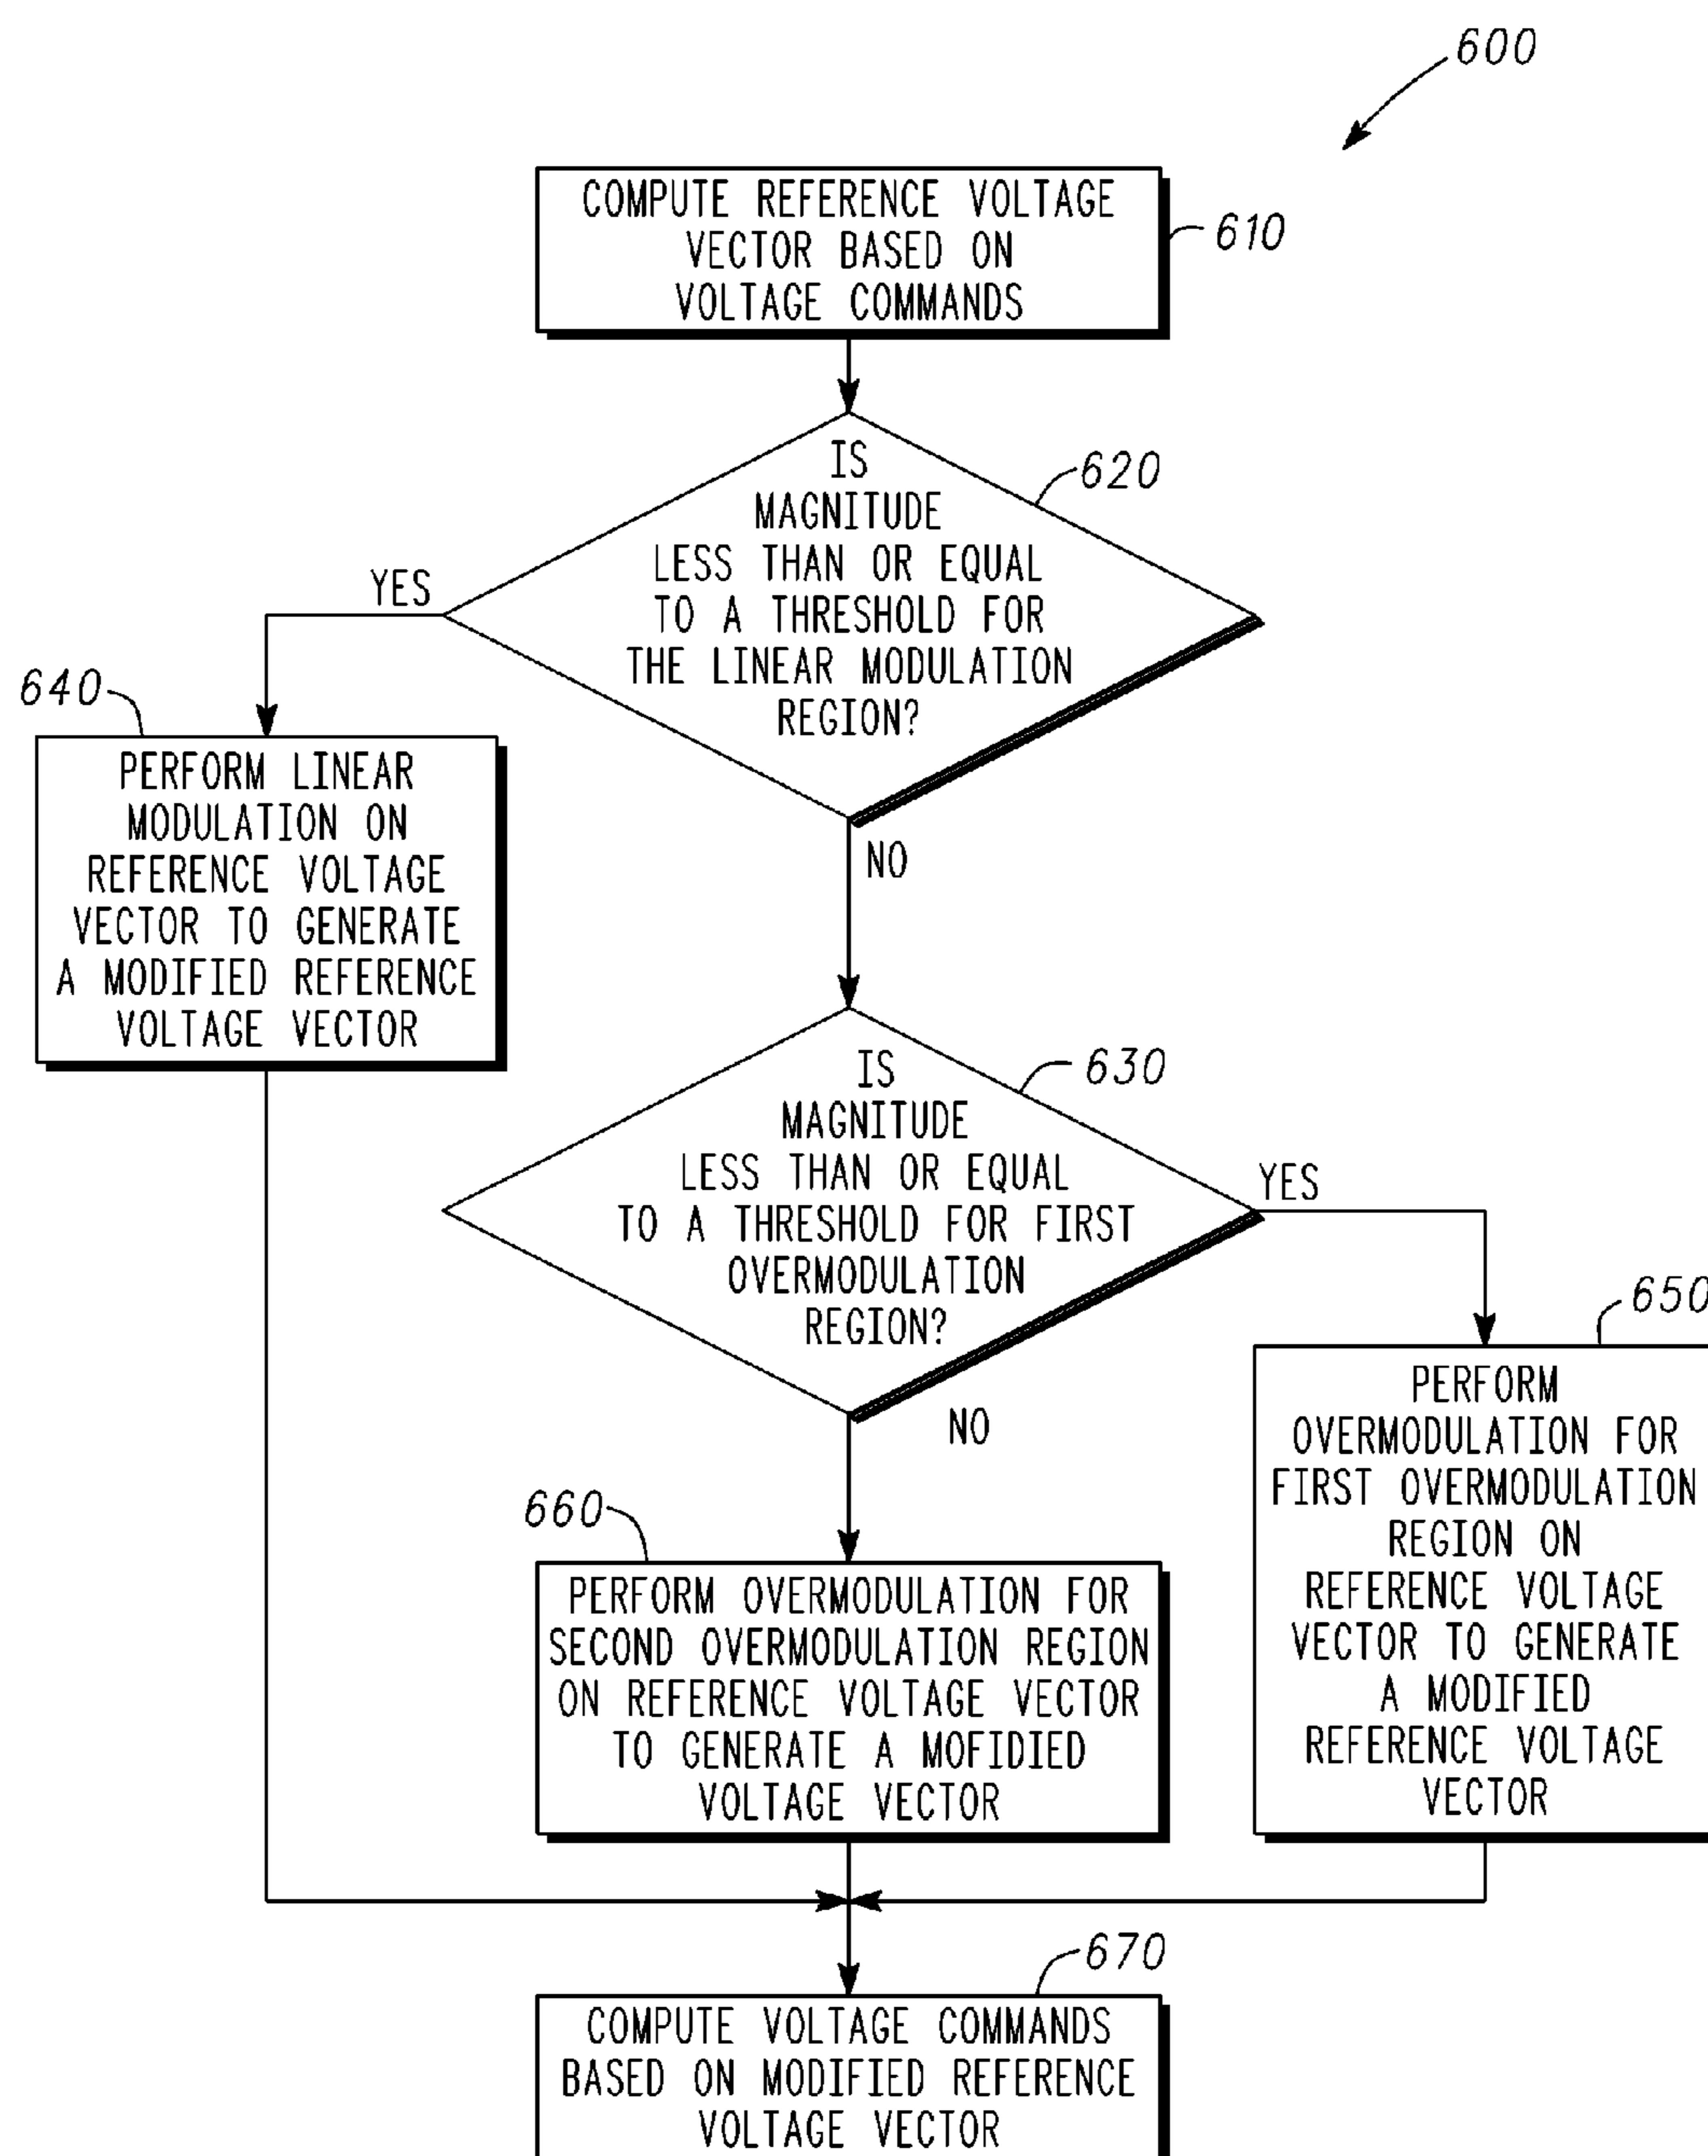 600
COMPUTE REFERENCE VOLTAGE
VECTOR BASED ON
VOLTAGE COMMANDS
610
IS
MAGNITUDE
LESS THAN OR EQUAL
TO A THRESHOLD FOR
THE LINEAR MODULATION
REGION?
620
YES
NO
640
PERFORM LINEAR
MODULATION ON
REFERENCE VOLTAGE
VECTOR TO GENERATE
A MODIFIED REFERENCE
VOLTAGE VECTOR
IS
MAGNITUDE
LESS THAN OR EQUAL
TO A THRESHOLD FOR FIRST
OVERMODULATION
REGION?
630
YES
NO
650
PERFORM
OVERMODULATION FOR
FIRST OVERMODULATION
REGION ON
REFERENCE VOLTAGE
VECTOR TO GENERATE
A MODIFIED
REFERENCE VOLTAGE
VECTOR
660
PERFORM OVERMODULATION FOR
SECOND OVERMODULATION REGION
ON REFERENCE VOLTAGE VECTOR
TO GENERATE A MOFIDIED
VOLTAGE VECTOR
670
COMPUTE VOLTAGE COMMANDS
BASED ON MODIFIED REFERENCE
VOLTAGE VECTOR